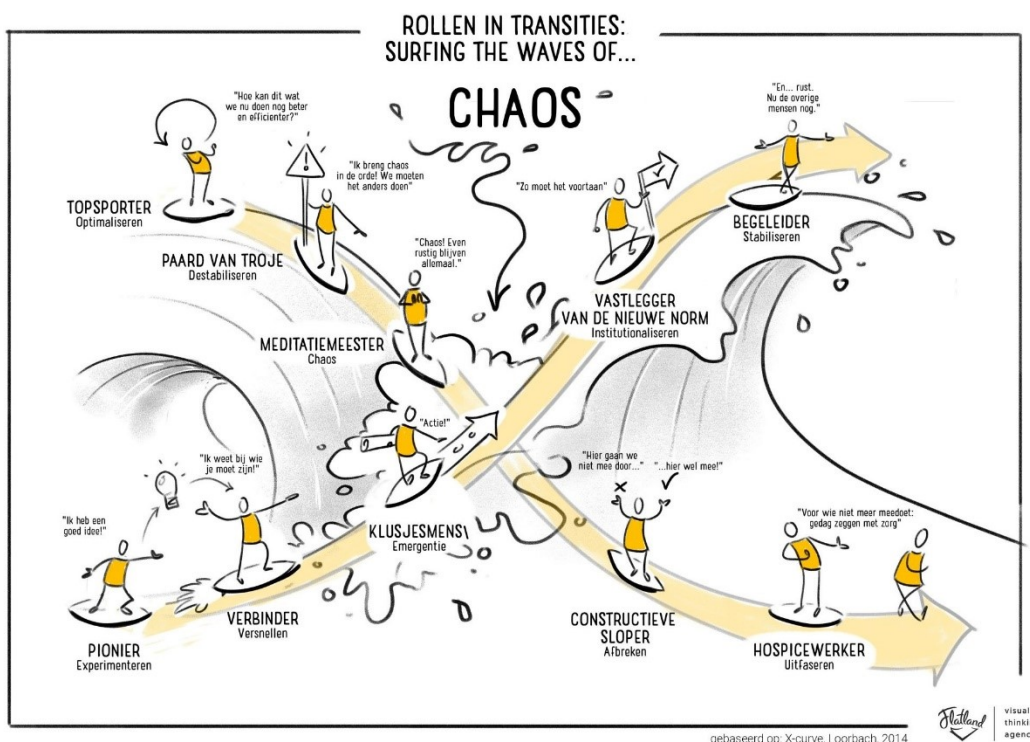 ROLLEN IN TRANSITIES:
SURFING THE WAVES OF...
CHAOS
"Hoe kan dit wat
we nu doen nog beter
en efficienter?"
TOPSPORTER
Optimaliseren
"Ik breng chaos
in de orde! We moeten
het anders doen"
PAARD VAN TROJE
Destabiliseren
"Chaos! Even
rustig blijven
allemaal."
MEDITATIEMEESTER
Chaos
"Zo moet het voortaan"
VASTLEGGER
VAN DE NIEUWE NORM
Institutionaliseren
"En... rust.
Nu de overige
mensen nog."
BEGELEIDER
Stabiliseren
"Ik heb een
goed idee!"
PIONIER
Experimenteren
"Ik weet bij wie
je moet zijn!"
VERBINDER
Versnellen
"Actie!"
KLUSJESMENS\
Emergentie
"Hier gaan we
niet mee door..."
"...hier wel mee!"
CONSTRUCTIEVE
SLOPER
Afbreken
"Voor wie niet meer meedoet:
gedag zeggen met zorg"
HOSPICEWERKER
Uitfaseren
gebaseerd op: X-curve, Loorbach, 2014
Flatland
visual
thinki
agenc